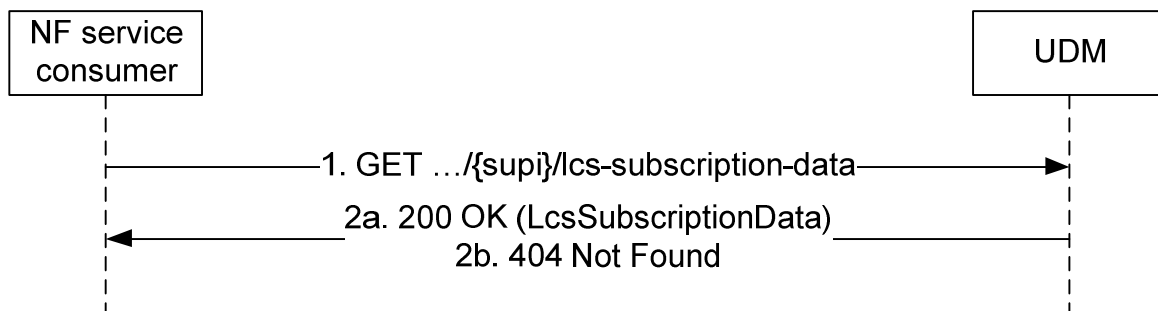 NF service
consumer
UDM
1. GET …/{supi}/lcs-subscription-data
2a. 200 OK (LcsSubscriptionData)
2b. 404 Not Found